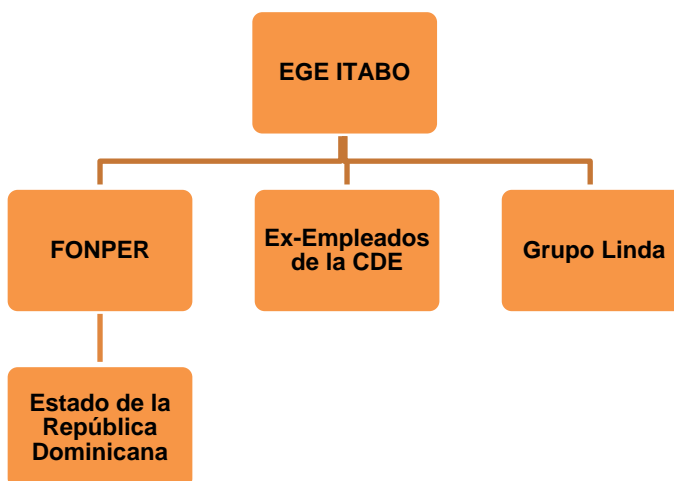 EGE ITABO
FONPER
Ex-Empleados
de la CDE
Grupo Linda
Estado de la
República
Dominicana